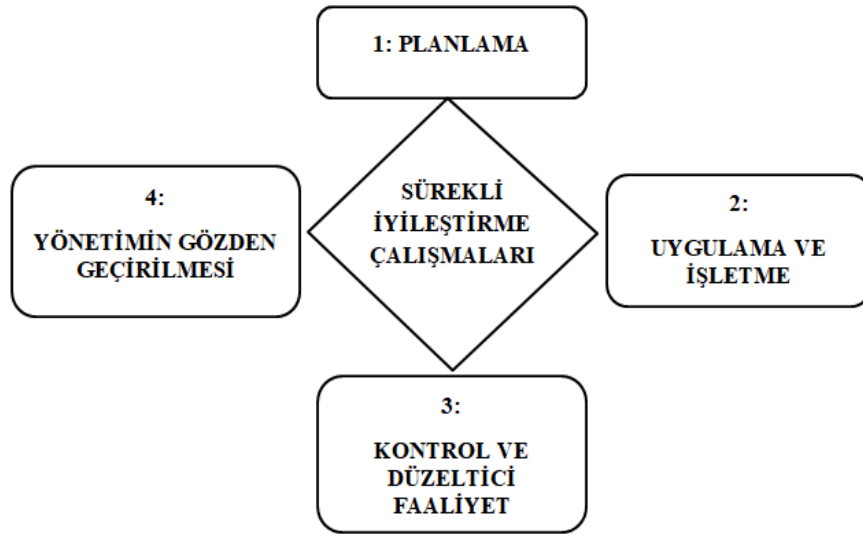 1: PLANLAMA
SÜREKLİ
İYİLEŞTİRME
ÇALIŞMALARI
2:
UYGULAMA VE
İŞLETME
3:
KONTROL VE
DÜZELTİCİ
FAALİYET
4:
YÖNETİMİN GÖZDEN
GEÇİRİLMESİ